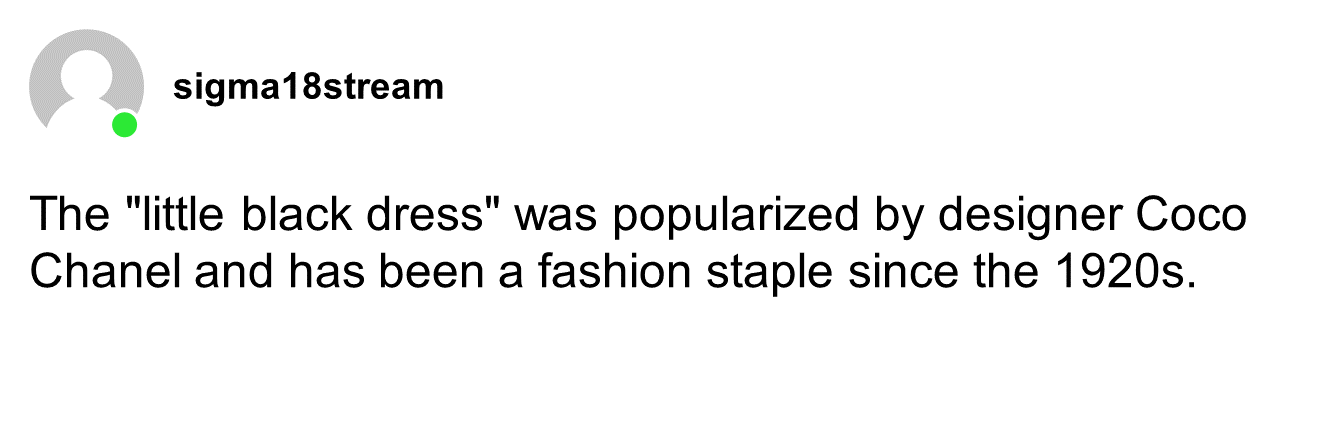 sigma18stream
The "little black dress" was popularized by designer Coco
Chanel and has been a fashion staple since the 1920s.